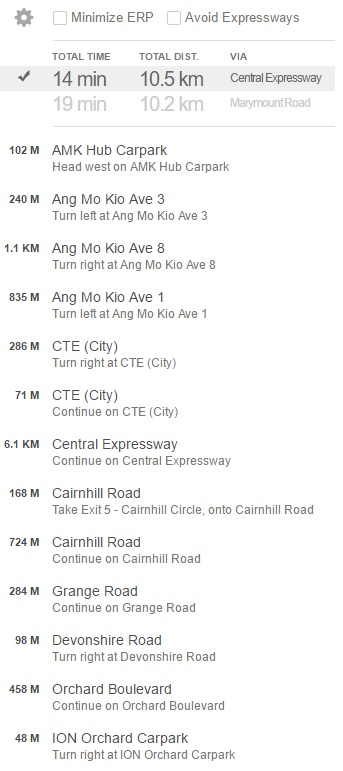 Minimize ERP Avoid Expressways
TOTAL TIME TOTAL DIST. VIA
14 min 10.5 km Central Expressway
19 min 10.2 km Marymount Road
102 M AMK Hub Carpark
Head west on AMK Hub Carpark
240 M Ang Mo Kio Ave 3
Turn left at Ang Mo Kio Ave 3
1.1 KM Ang Mo Kio Ave 8
Turn right at Ang Mo Kio Ave 8
835 M Ang Mo Kio Ave 1
Turn left at Ang Mo Kio Ave 1
286 M CTE (City)
Turn right at CTE (City)
71 M CTE (City)
Continue on CTE (City)
6.1 KM Central Expressway
Continue on Central Expressway
168 M Cairnhill Road
Take Exit 5 - Cairnhill Circle, onto Cairnhill Road
724 M Cairnhill Road
Continue on Cairnhill Road
284 M Grange Road
Continue on Grange Road
98 M Devonshire Road
Turn right at Devonshire Road
458 M Orchard Boulevard
Continue on Orchard Boulevard
48 M ION Orchard Carpark
Turn right at ION Orchard Carpark